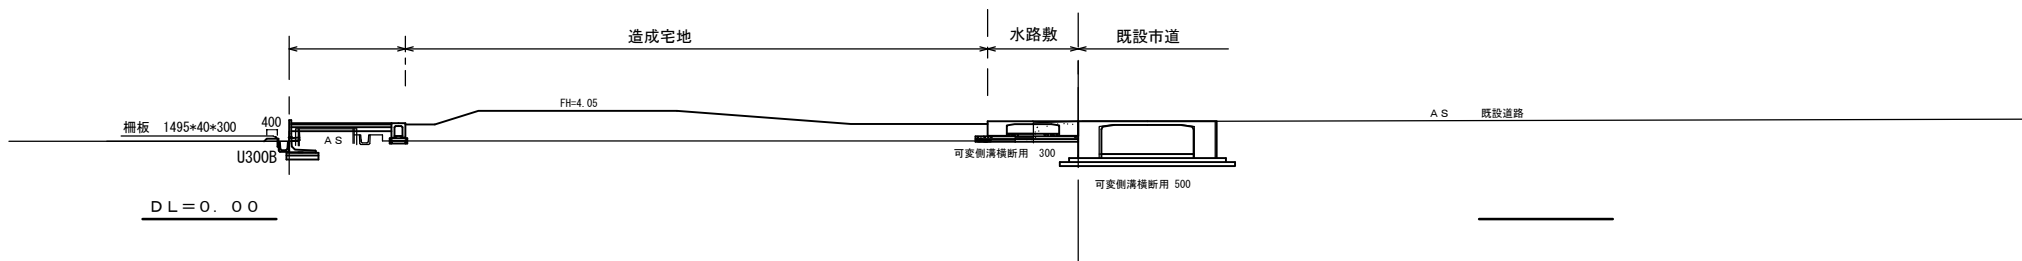 造成宅地
水路敷
既設市道
FH=4.05
柵板 1495*40*300
400
AS
U300B
可変側溝横断用 300
可変側溝横断用 500
AS 既設道路
DL=0.00